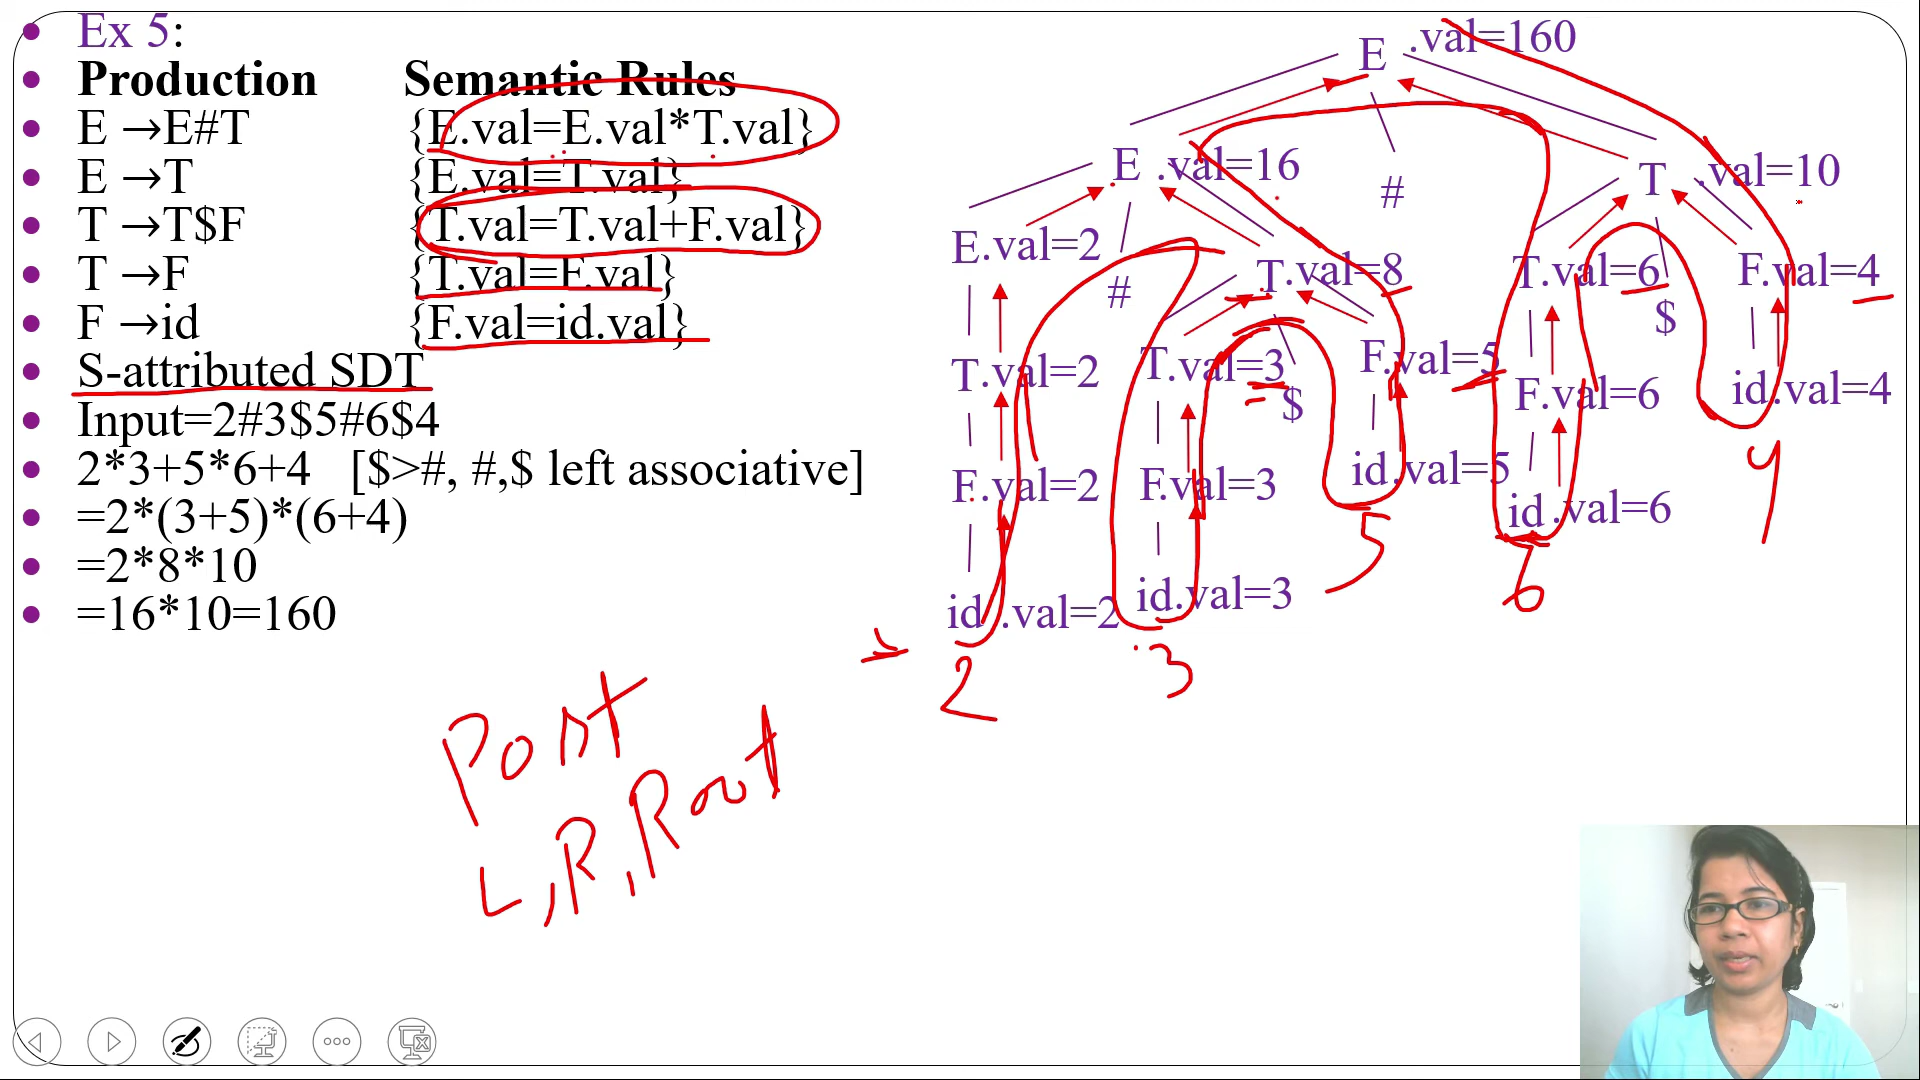 Ex 5:
Production Semantic Rules
E →E#T {E.val=E.val*T.val}
E →T {E.val=T.val}
T →T$F {T.val=T.val+F.val}
T →F {T.val=F.val}
F →id {F.val=id.val}
S-attributed SDT
Input=2#3$5#6$4
2*3+5*6+4 [$>#, #,$ left associative]
=2*(3+5)*(6+4)
=2*8*10
=16*10=160
E .val=160
E .val=16 # T .val=10
E.val=2 # T.val=8 T.val=6 $ F.val=4
T.val=2 T.val=3 $ F.val=5 F.val=6 id.val=4
F.val=2 F.val=3 id.val=5 id.val=6
id.val=2 id.val=3
2 3 5 6 4
Post
L,R,Root